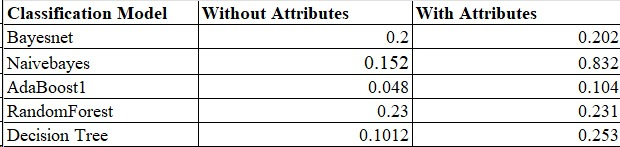 Classification Model Without Attributes With Attributes
Bayesnet 0.2 0.202
Naivebayes 0.152 0.832
AdaBoost1 0.048 0.104
RandomForest 0.23 0.231
Decision Tree 0.1012 0.253